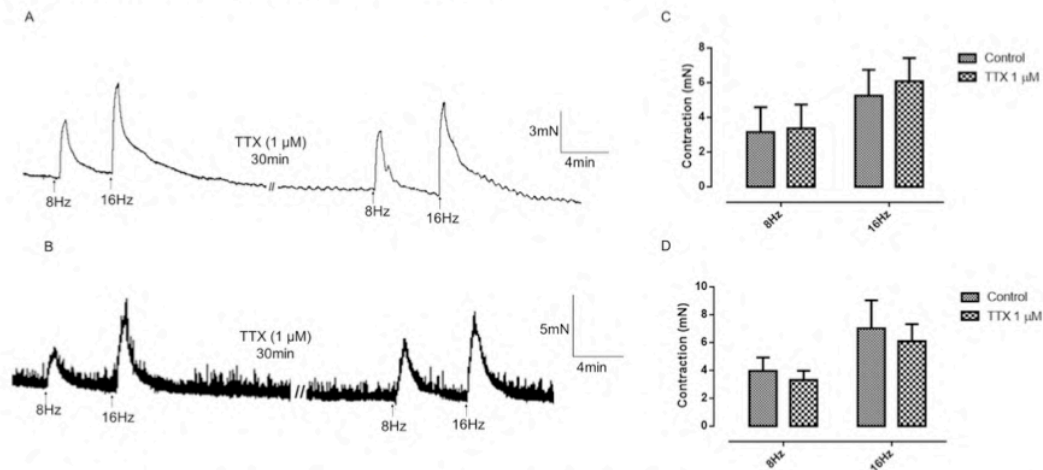 A
TTX (1 µM)
30min
//
8Hz
16Hz
8Hz
16Hz
3mN
4min
B
TTX (1 µM)
30min
//
8Hz
16Hz
8Hz
16Hz
5mN
4min
C
Contraction (mN)
8
6
4
2
0
8Hz
16Hz
Control
TTX 1 µM
D
Contraction (mN)
10
8
6
4
2
0
8Hz
16Hz
Control
TTX 1 µM